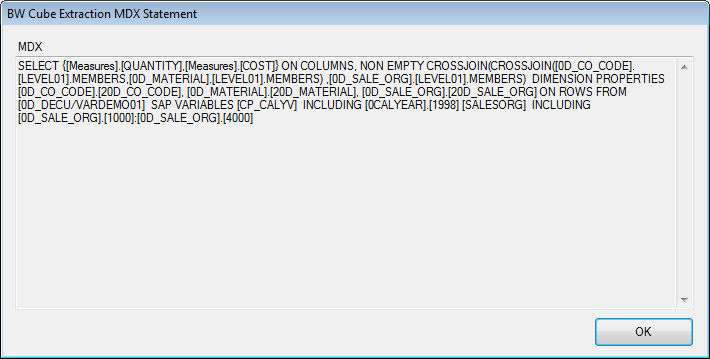 BW Cube Extraction MDX Statement
MDX
SELECT {[Measures].[QUANTITY],[Measures].[COST]} ON COLUMNS, NON EMPTY CROSSJOIN(CROSSJOIN([0D_CO_CODE].
[LEVEL01].MEMBERS,[0D_MATERIAL].[LEVEL01].MEMBERS) ,[0D_SALE_ORG].[LEVEL01].MEMBERS)  DIMENSION PROPERTIES
[0D_CO_CODE].[20D_CO_CODE], [0D_MATERIAL].[20D_MATERIAL], [0D_SALE_ORG].[20D_SALE_ORG] ON ROWS FROM
[0D_DECU/VARDEMO01]  SAP VARIABLES [CP_CALYV]  INCLUDING [0CALYEAR].[1998] [SALESORG]  INCLUDING
[0D_SALE_ORG].[1000]:[0D_SALE_ORG].[4000]
OK